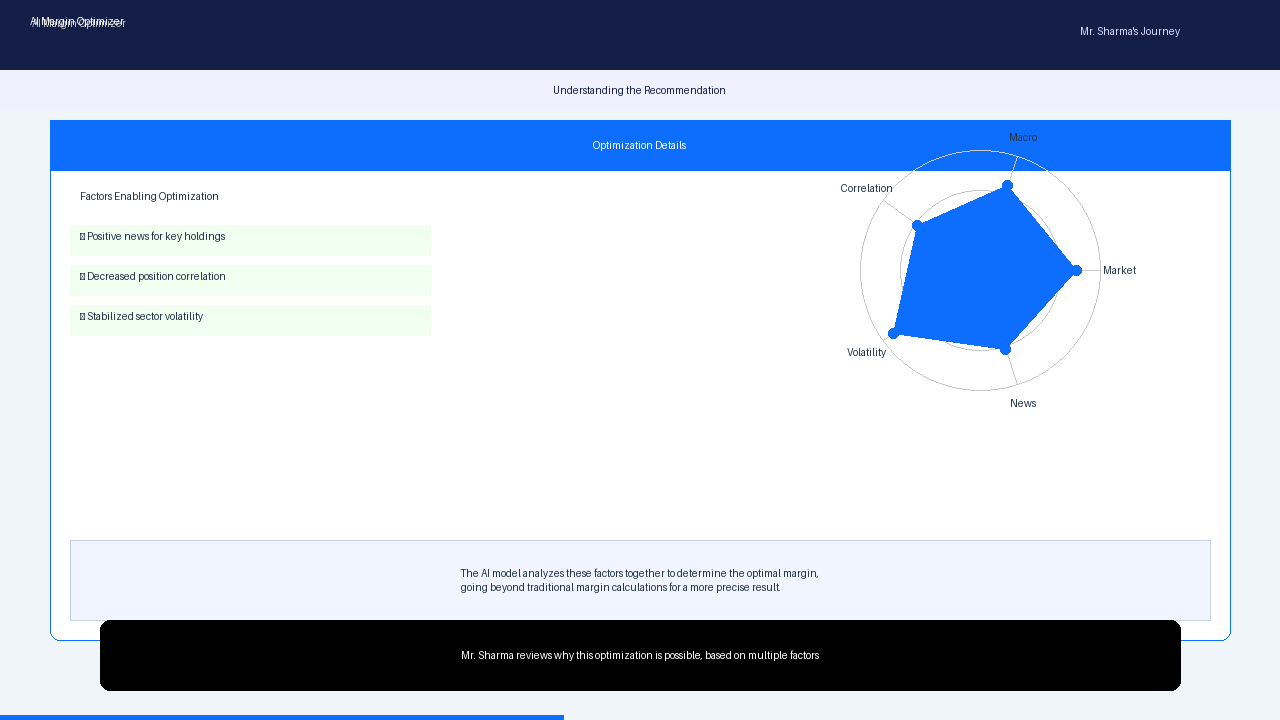 AI Margin Optimizer
Mr. Sharma's Journey
Understanding the Recommendation
Optimization Details
Macro
Factors Enabling Optimization
Correlation
Positive news for key holdings
Decreased position correlation
Market
Stabilized sector volatility
Volatility
News
The AI model analyzes these factors together to determine the optimal margin,
going beyond traditional margin calculations for a more precise result.
Mr. Sharma reviews why this optimization is possible, based on multiple factors